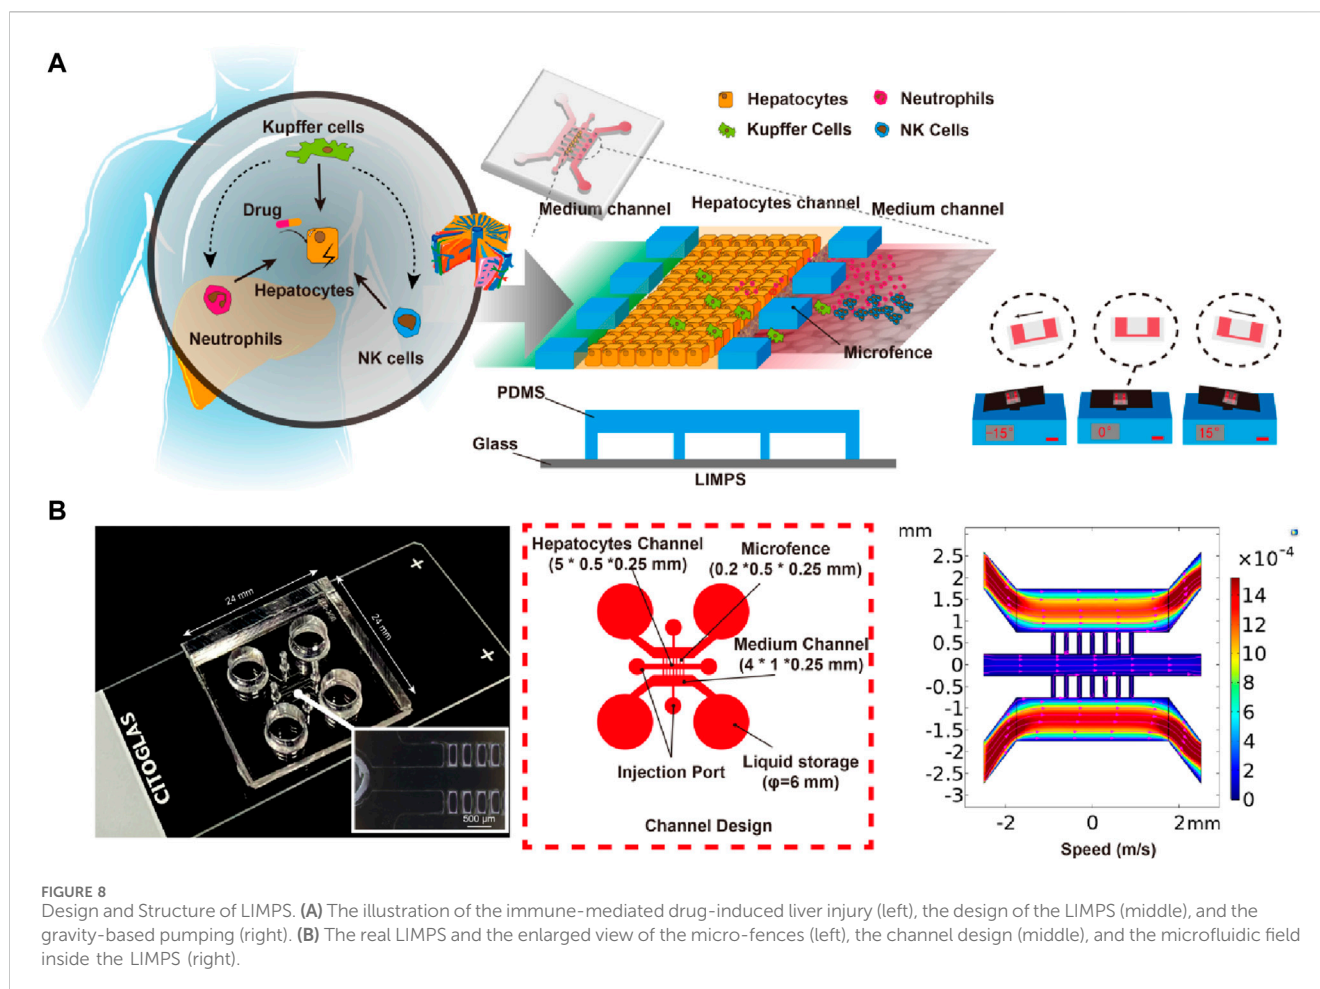 A
Kupffer cells
Drug
Hepatocytes
Neutrophils
NK cells
Hepatocytes
Neutrophils
Kupffer Cells
NK Cells
Medium channel
Hepatocytes channel
Medium channel
Microfence
PDMS
Glass
LIMPS
-15°
0°
15°
B
24 mm
24 mm
CITOGLAS
500 µm
Hepatocytes Channel
(5 * 0.5 *0.25 mm)
Microfence
(0.2 *0.5 * 0.25 mm)
Medium Channel
(4 * 1 *0.25 mm)
Injection Port
Liquid storage
(φ=6 mm)
Channel Design
mm
2.5
2
1.5
1
0.5
0
-0.5
-1
-1.5
-2
-2.5
-3
-2
0
2mm
Speed (m/s)
×10⁻⁴
14
12
10
8
6
4
2
0
FIGURE 8
Design and Structure of LIMPS. (A) The illustration of the immune-mediated drug-induced liver injury (left), the design of the LIMPS (middle), and the
gravity-based pumping (right). (B) The real LIMPS and the enlarged view of the micro-fences (left), the channel design (middle), and the microfluidic field
inside the LIMPS (right).